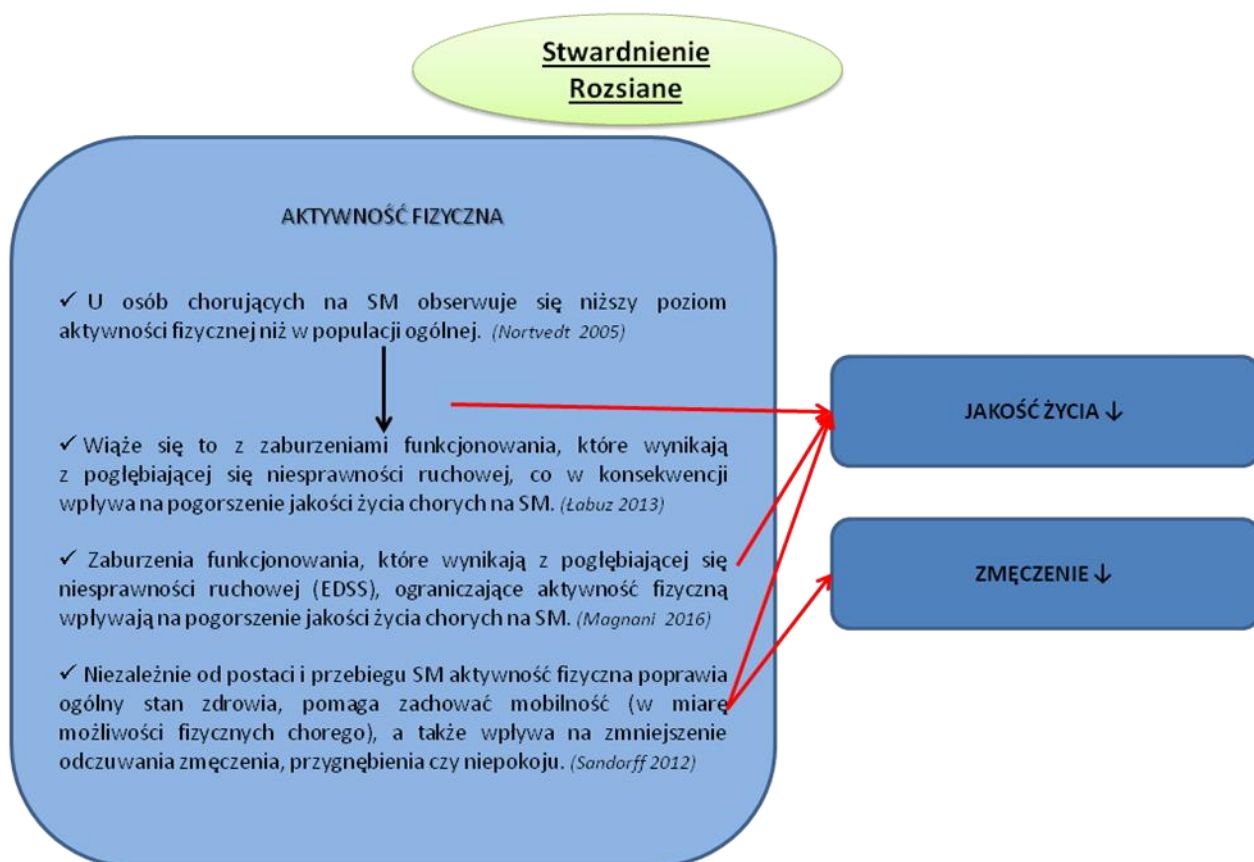 Stwardnienie
Rozsiane
AKTYWNOŚĆ FIZYCZNA
✓ U osób chorujących na SM obserwuje się niższy poziom
aktywności fizycznej niż w populacji ogólnej. (Nortvedt 2005)
✓ Wiąże się to z zaburzeniami funkcjonowania, które wynikają
z pogłębiającej się niesprawności ruchowej, co w konsekwencji
wpływa na pogorszenie jakości życia chorych na SM. (Łabuz 2013)
✓ Zaburzenia funkcjonowania, które wynikają z pogłębiającej się
niesprawności ruchowej (EDSS), ograniczające aktywność fizyczną
wpływają na pogorszenie jakości życia chorych na SM. (Magnani 2016)
✓ Niezależnie od postaci i przebiegu SM aktywność fizyczna poprawia
ogólny stan zdrowia, pomaga zachować mobilność (w miarę
możliwości fizycznych chorego), a także wpływa na zmniejszenie
odczuwania zmęczenia, przygnębienia czy niepokoju. (Sandorff 2012)
JAKOŚĆ ŻYCIA ↓
ZMĘCZENIE ↓